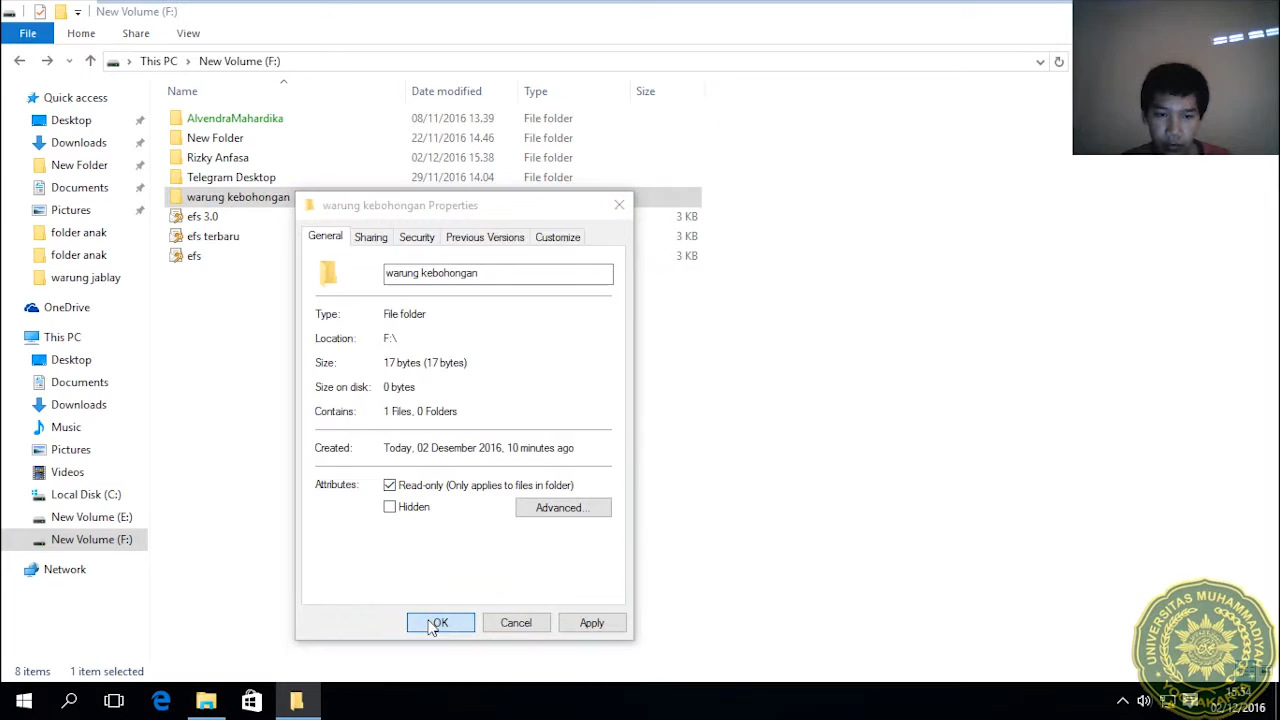 New Volume (F:)
File Home Share View
This PC New Volume (F:)
Name Date modified Type Size
Quick access
Desktop
Downloads
New Folder
Documents
Pictures
folder anak
folder anak
warung jablay
OneDrive
This PC
Desktop
Documents
Downloads
Music
Pictures
Videos
Local Disk (C:)
New Volume (E:)
New Volume (F:)
Network
AlvendraMahardika 08/11/2016 13.39 File folder
New Folder 22/11/2016 14.46 File folder
Rizky Anfasa 02/12/2016 15.38 File folder
Telegram Desktop 29/11/2016 14.04 File folder
warung kebohongan
efs 3.0 3 KB
efs terbaru 3 KB
efs 3 KB
warung kebohongan Properties
General Sharing Security Previous Versions Customize
warung kebohongan
Type: File folder
Location: F:\
Size: 17 bytes (17 bytes)
Size on disk: 0 bytes
Contains: 1 Files, 0 Folders
Created: Today, 02 Desember 2016, 10 minutes ago
Attributes: Read-only (Only applies to files in folder)
Hidden Advanced...
OK Cancel Apply
8 items 1 item selected
UNIVERSITAS MUHAMMADIYAH
YOGYAKARTA
15.54
02/12/2016